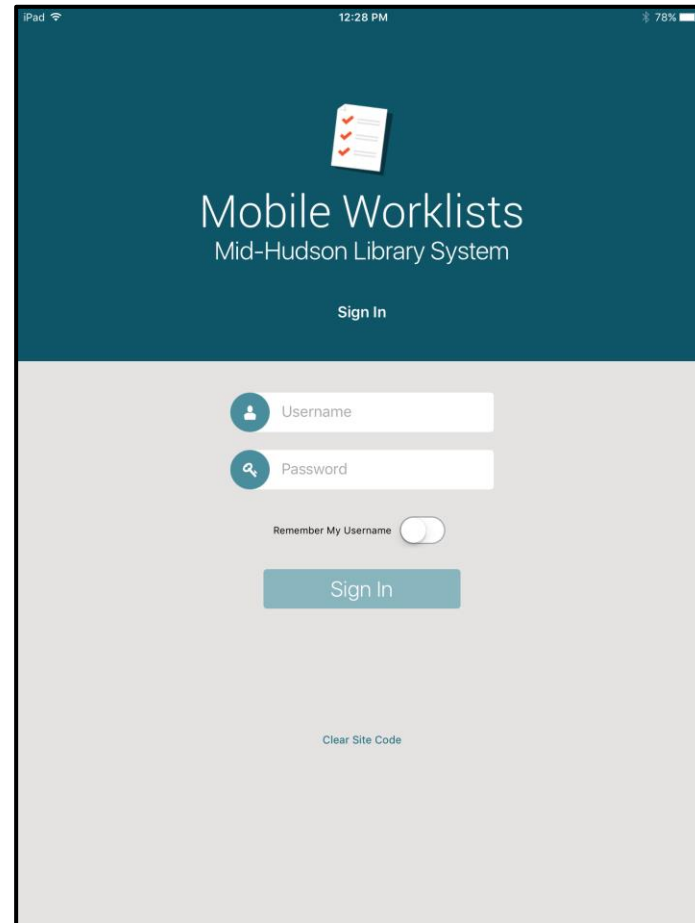 iPad 12:28 PM 78%
Mobile Worklists
Mid-Hudson Library System
Sign In
Username
Password
Remember My Username
Sign In
Clear Site Code